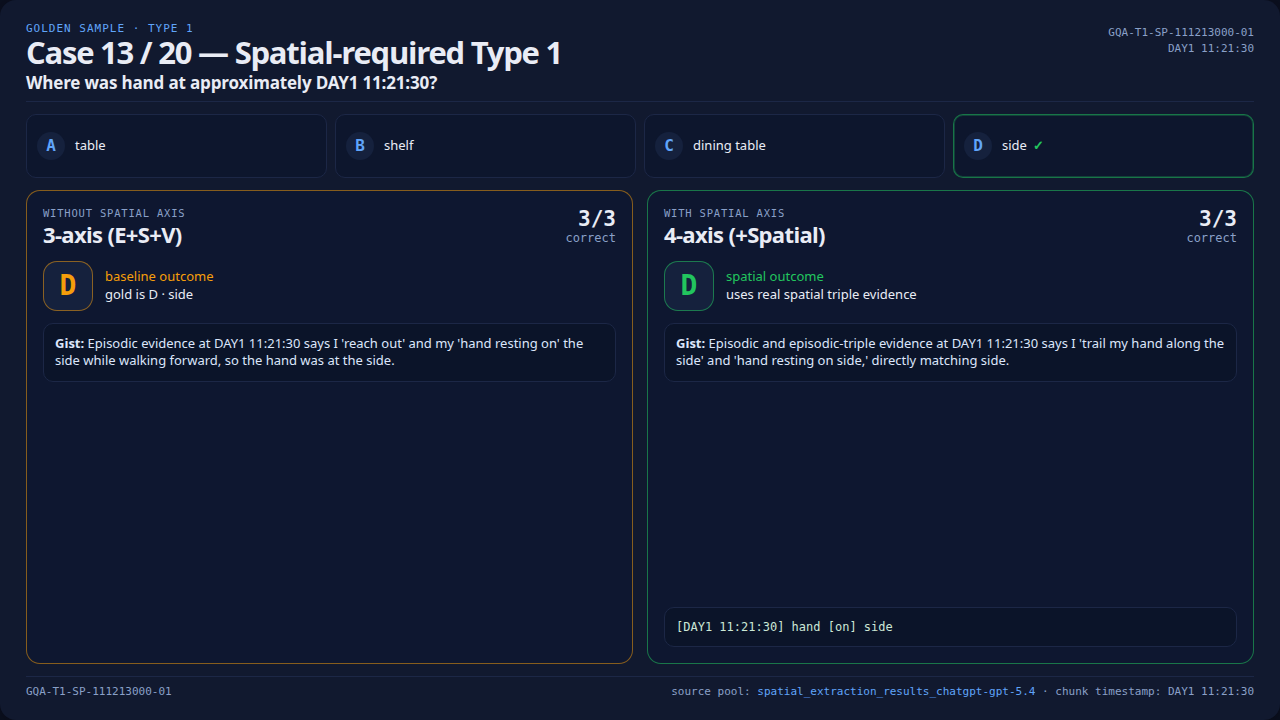 GOLDEN SAMPLE · TYPE 1
Case 13 / 20 — Spatial-required Type 1
Where was hand at approximately DAY1 11:21:30?
GQA-T1-SP-111213000-01
DAY1 11:21:30
A table
B shelf
C dining table
D side ✓
WITHOUT SPATIAL AXIS
3-axis (E+S+V)
3/3
correct
D
baseline outcome
gold is D · side
Gist: Episodic evidence at DAY1 11:21:30 says I 'reach out' and my 'hand resting on' the
side while walking forward, so the hand was at the side.
WITH SPATIAL AXIS
4-axis (+Spatial)
3/3
correct
D
spatial outcome
uses real spatial triple evidence
Gist: Episodic and episodic-triple evidence at DAY1 11:21:30 says I 'trail my hand along the
side' and 'hand resting on side,' directly matching side.
[DAY1 11:21:30] hand [on] side
GQA-T1-SP-111213000-01
source pool: spatial_extraction_results_chatgpt-gpt-5.4 · chunk timestamp: DAY1 11:21:30